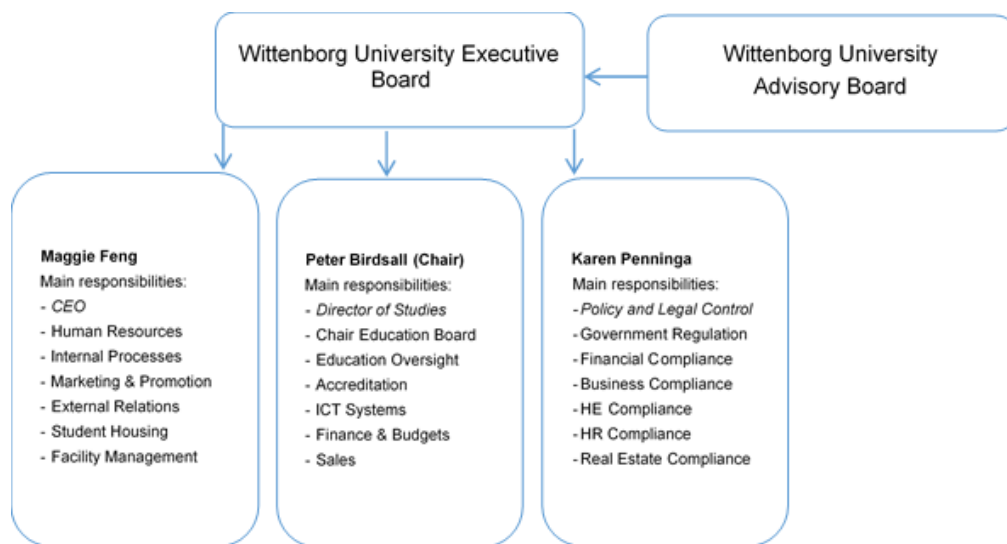 Wittenborg University Executive
Board
Wittenborg University
Advisory Board
Maggie Feng
Main responsibilities:
- CEO
- Human Resources
- Internal Processes
- Marketing & Promotion
- External Relations
- Student Housing
- Facility Management
Peter Birdsall (Chair)
Main responsibilities:
- Director of Studies
- Chair Education Board
- Education Oversight
- Accreditation
- ICT Systems
- Finance & Budgets
- Sales
Karen Penninga
Main responsibilities:
- Policy and Legal Control
- Government Regulation
- Financial Compliance
- Business Compliance
- HE Compliance
- HR Compliance
- Real Estate Compliance